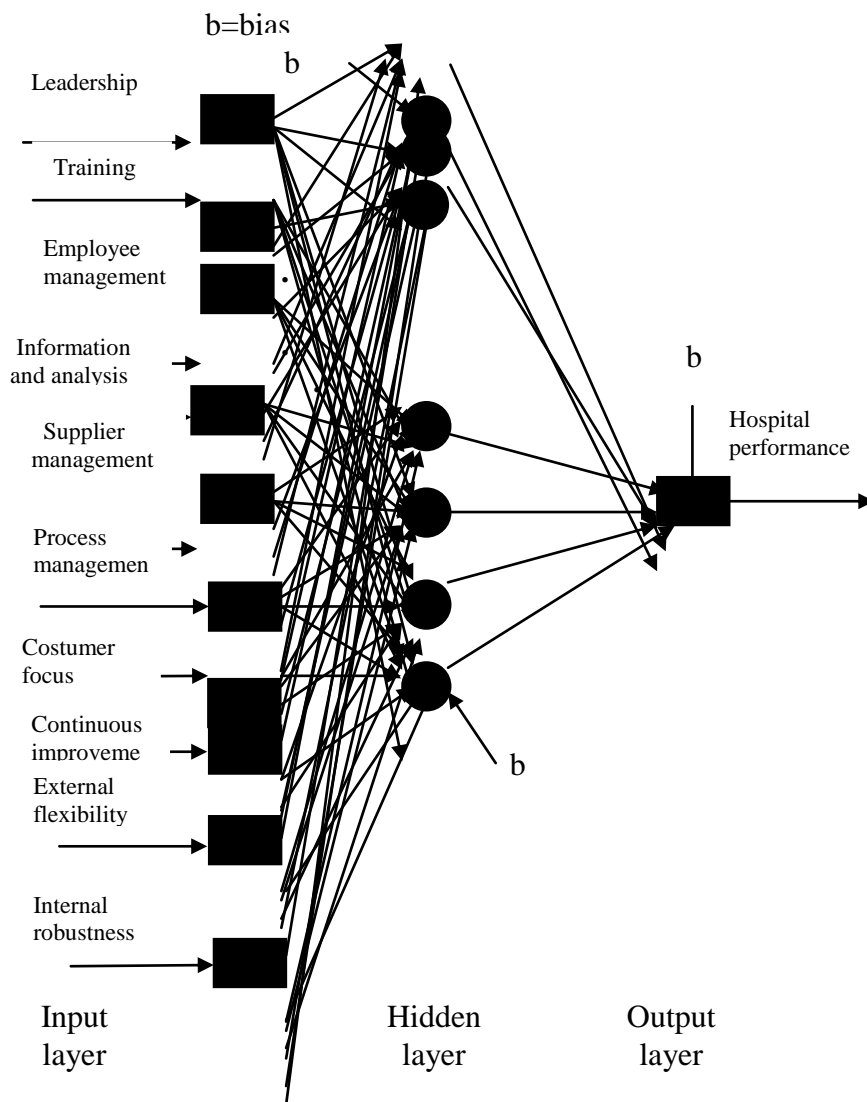 b=bias
b
Leadership
Training
Employee
management
Information
and analysis
Supplier
management
Process
managemen
Costumer
focus
Continuous
improveme
External
flexibility
Internal
robustness
b
b
Hospital
performance
Input
layer
Hidden
layer
Output
layer